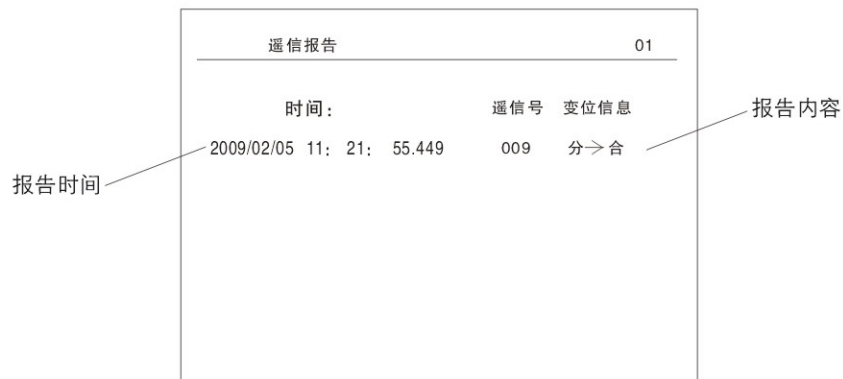 遥信报告 01
时间： 遥信号 变位信息
报告内容
2009/02/05 11： 21： 55.449 009 分→合
报告时间